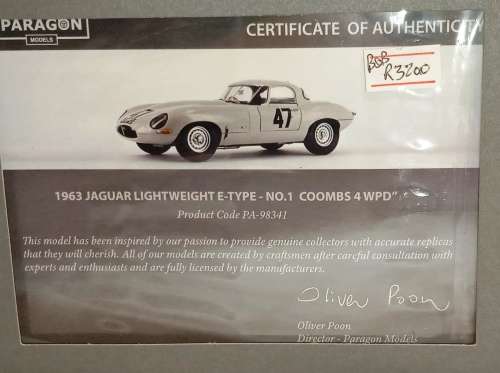 PARAGON
MODELS
CERTIFICATE OF AUTHENTICITY
BOB
R3200
47
1963 JAGUAR LIGHTWEIGHT E-TYPE - NO.1 COOMBS 4 WPD"
Product Code PA-98341
This model has been inspired by our passion to provide genuine collectors with accurate replicas
that they will cherish. All of our models are created by craftsmen after careful consultation with
experts and enthusiasts and are fully licensed by the manufacturers.
Oliver Poon
Oliver Poon
Director - Paragon Models